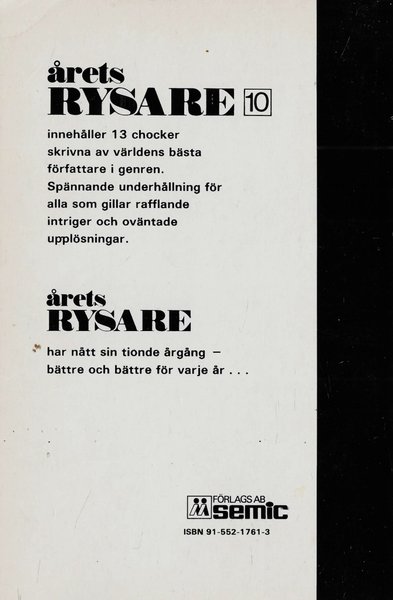 årets
RYSARE 10
innehåller 13 chocker
skrivna av världens bästa
författare i genren.
Spännande underhållning för
alla som gillar rafflande
intriger och oväntade
upplösningar.
årets
RYSARE
har nått sin tionde årgång –
bättre och bättre för varje år . . .
FÖRLAGS AB
semic
ISBN 91-552-1761-3